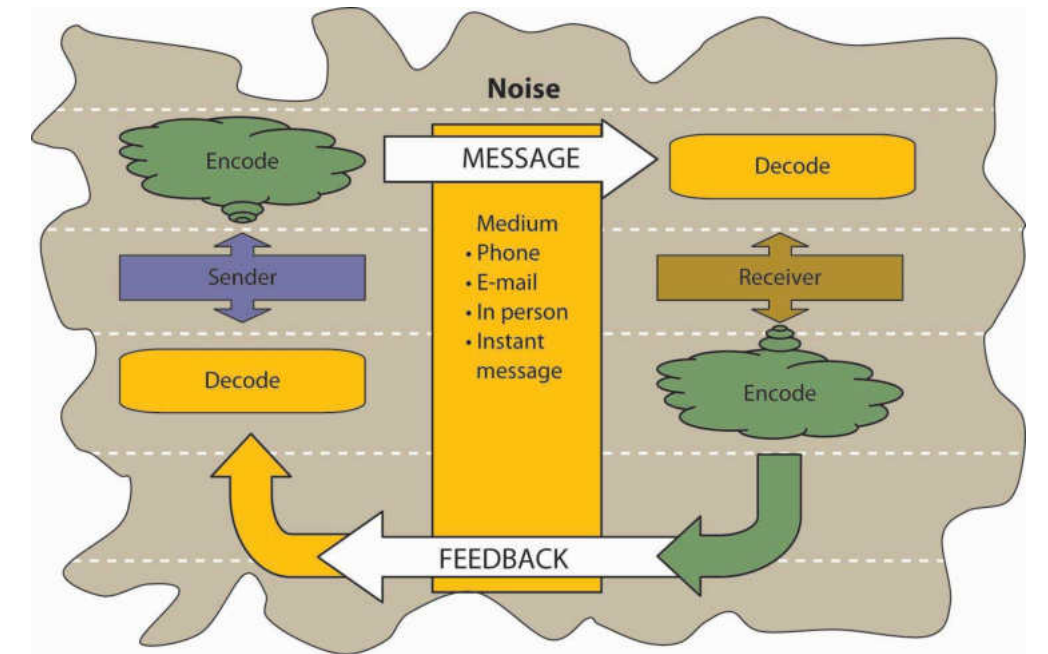 Noise
Encode
MESSAGE
Decode
Medium
• Phone
• E-mail
• In person
• Instant
message
Sender
Receiver
Decode
Encode
FEEDBACK